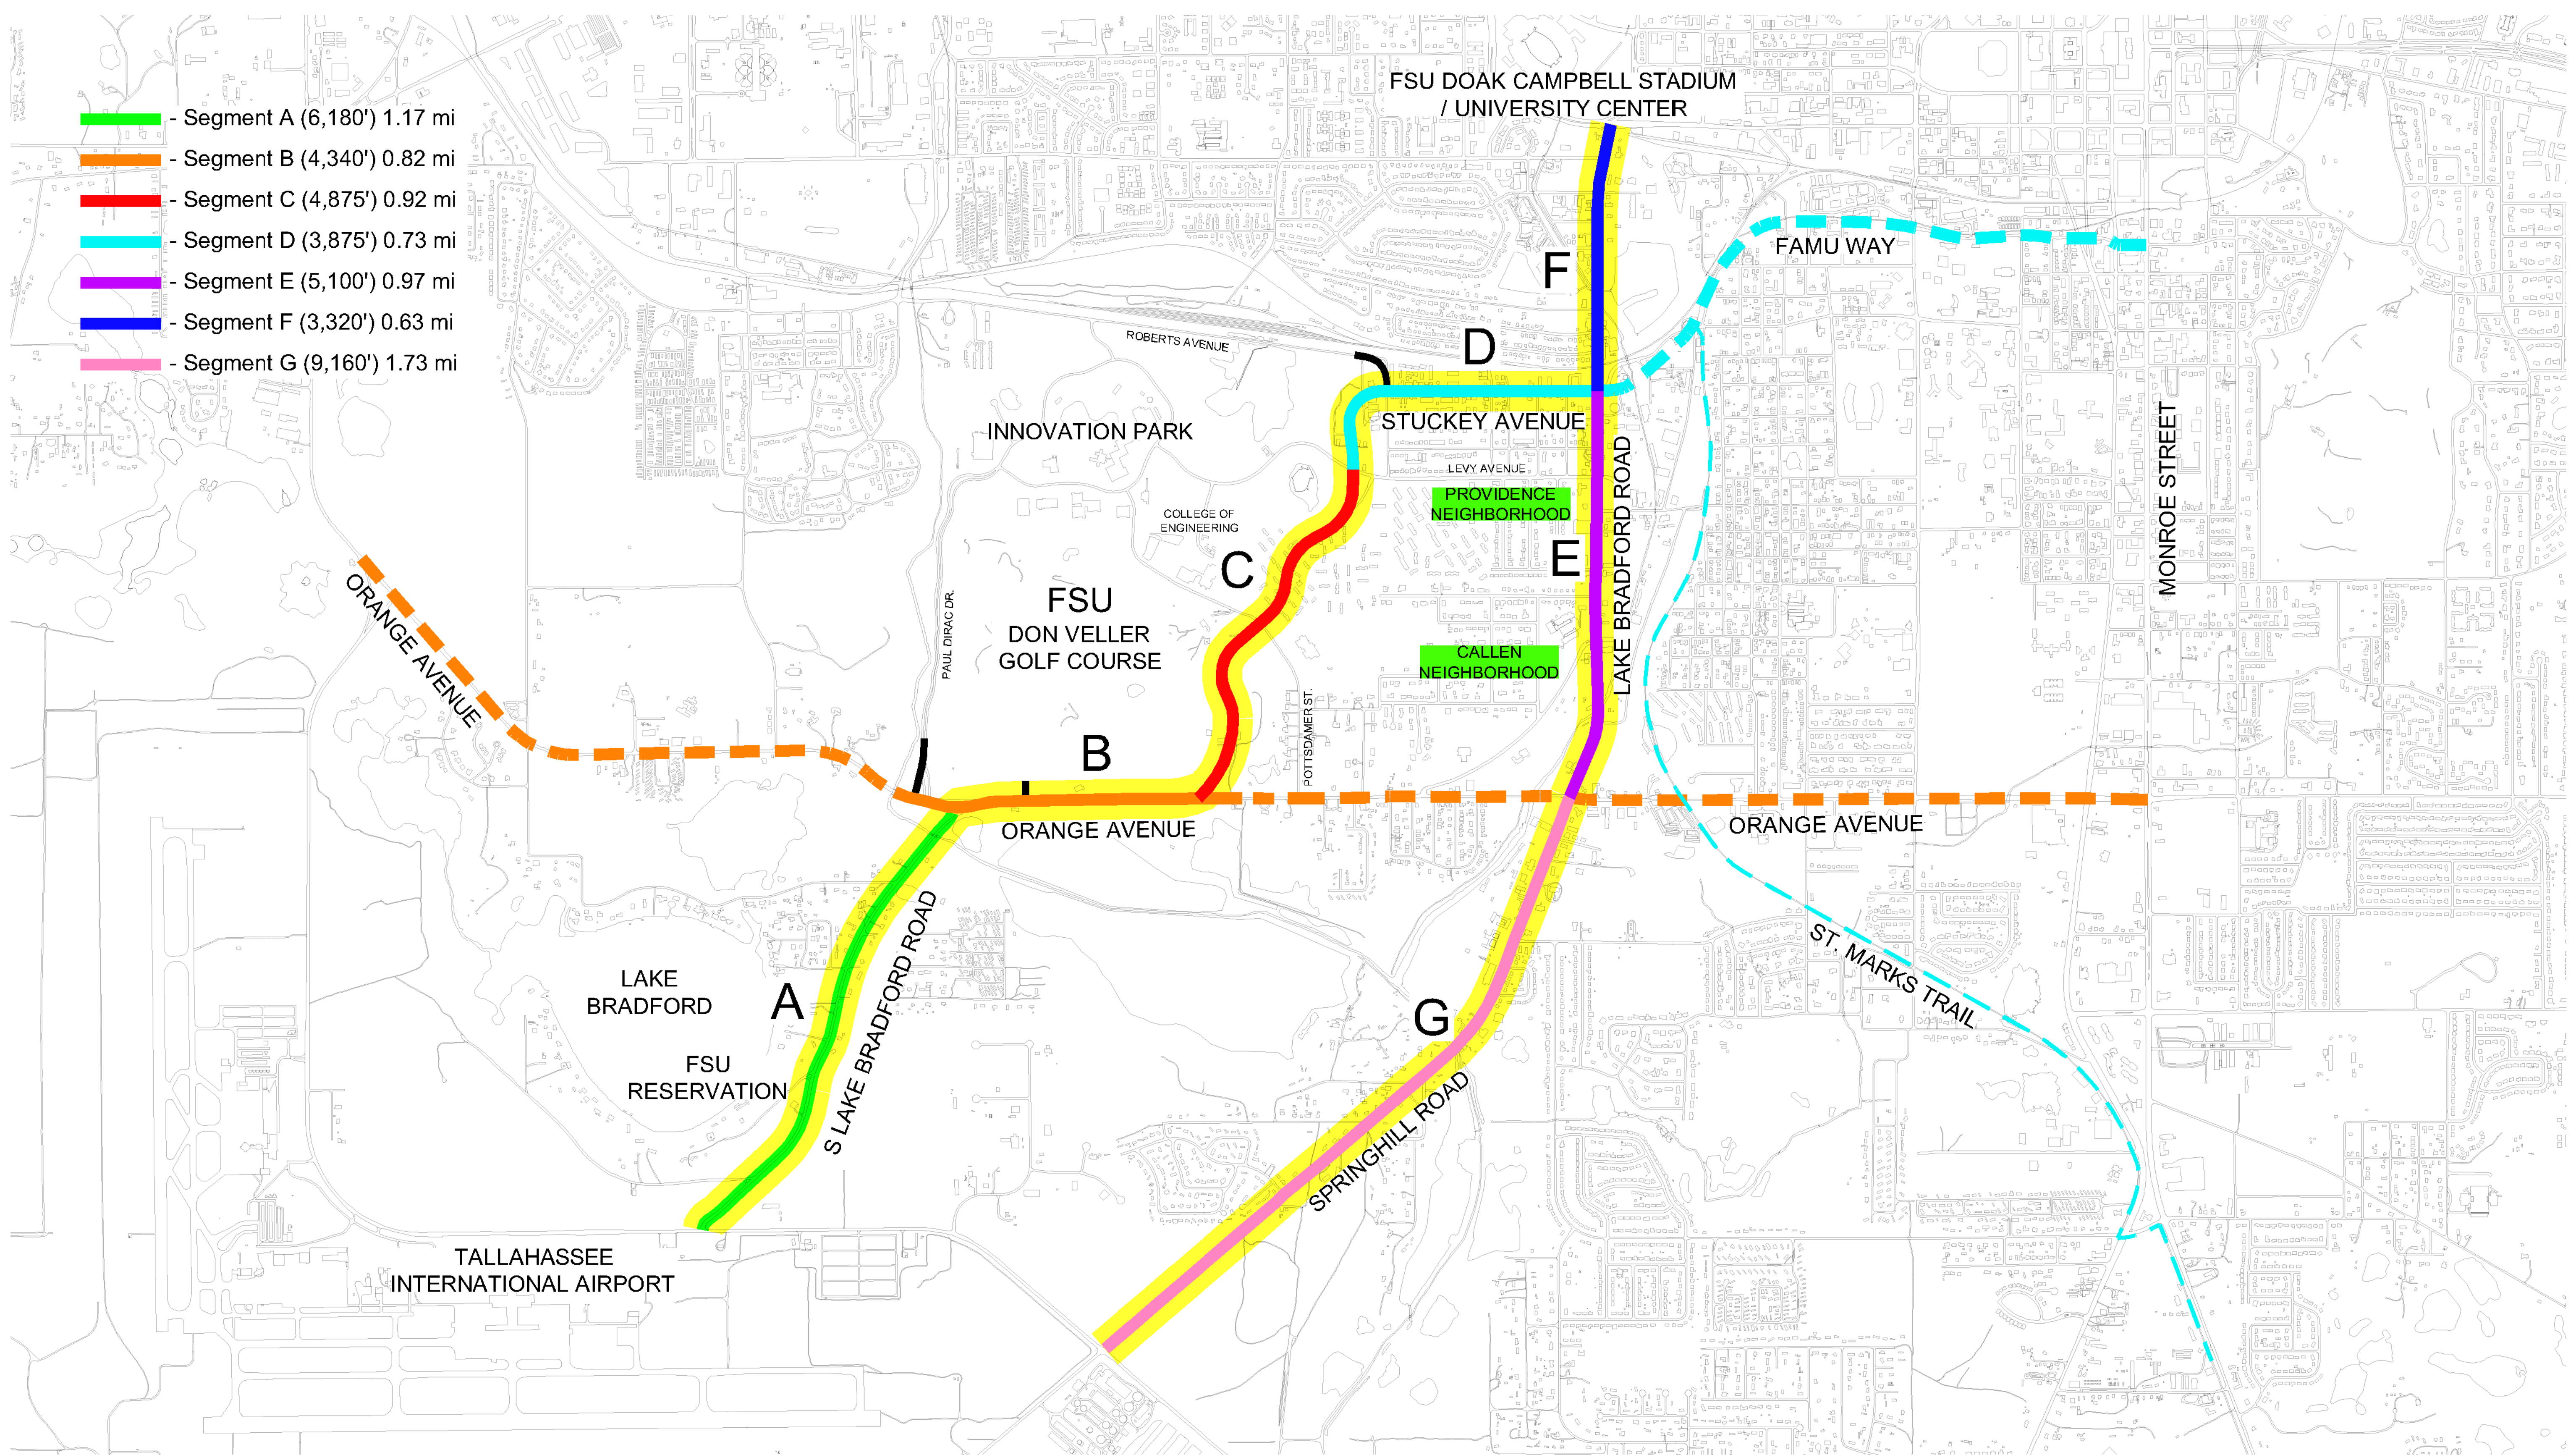 FSU DOAK CAMPBELL STADIUM
/ UNIVERSITY CENTER
- Segment A (6,180') 1.17 mi
- Segment B (4,340') 0.82 mi
- Segment C (4,875') 0.92 mi
- Segment D (3,875') 0.73 mi
- Segment E (5,100') 0.97 mi
- Segment F (3,320') 0.63 mi
- Segment G (9,160') 1.73 mi
FAMU WAY
F
ROBERTS AVENUE
D
STUCKEY AVENUE
INNOVATION PARK
LEVY AVENUE
MONROE STREET
PROVIDENCE
NEIGHBORHOOD
COLLEGE OF
ENGINEERING
LAKE BRADFORD ROAD
E
C
ORANGE AVENUE
PAUL DIRAC DR.
FSU
DON VELLER
GOLF COURSE
CALLEN
NEIGHBORHOOD
POTTSDAMER ST.
B
ORANGE AVENUE
ORANGE AVENUE
LAKE
BRADFORD
A
S LAKE BRADFORD ROAD
ST. MARKS TRAIL
G
FSU
RESERVATION
SPRINGHILL ROAD
TALLAHASSEE
INTERNATIONAL AIRPORT